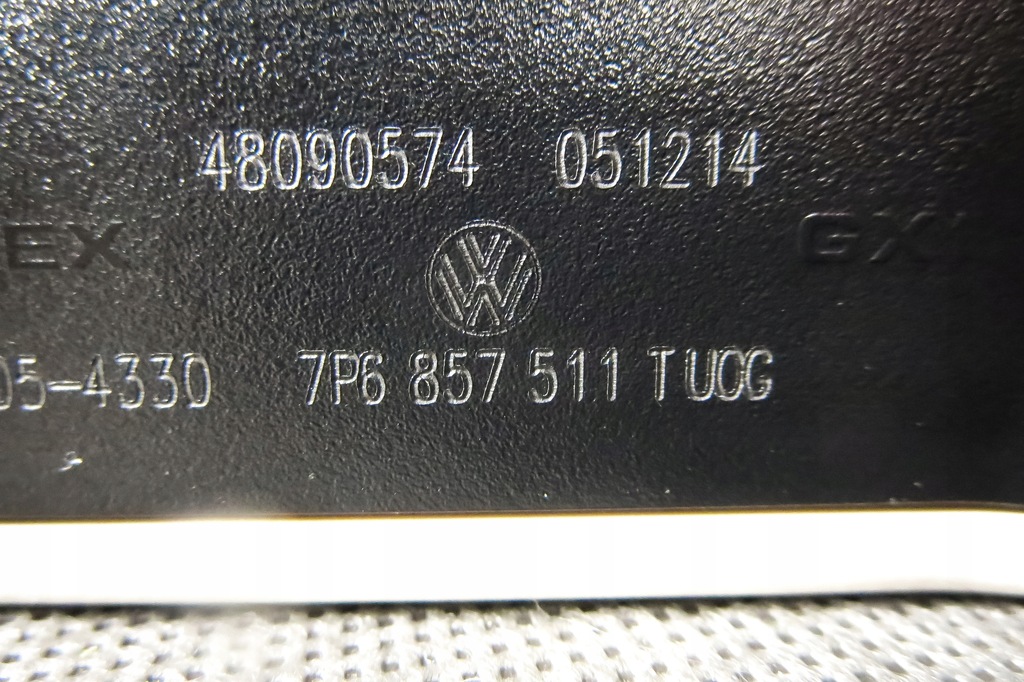 48090574 051214
EX GX
05-4330 7P6 857 511 T UOG